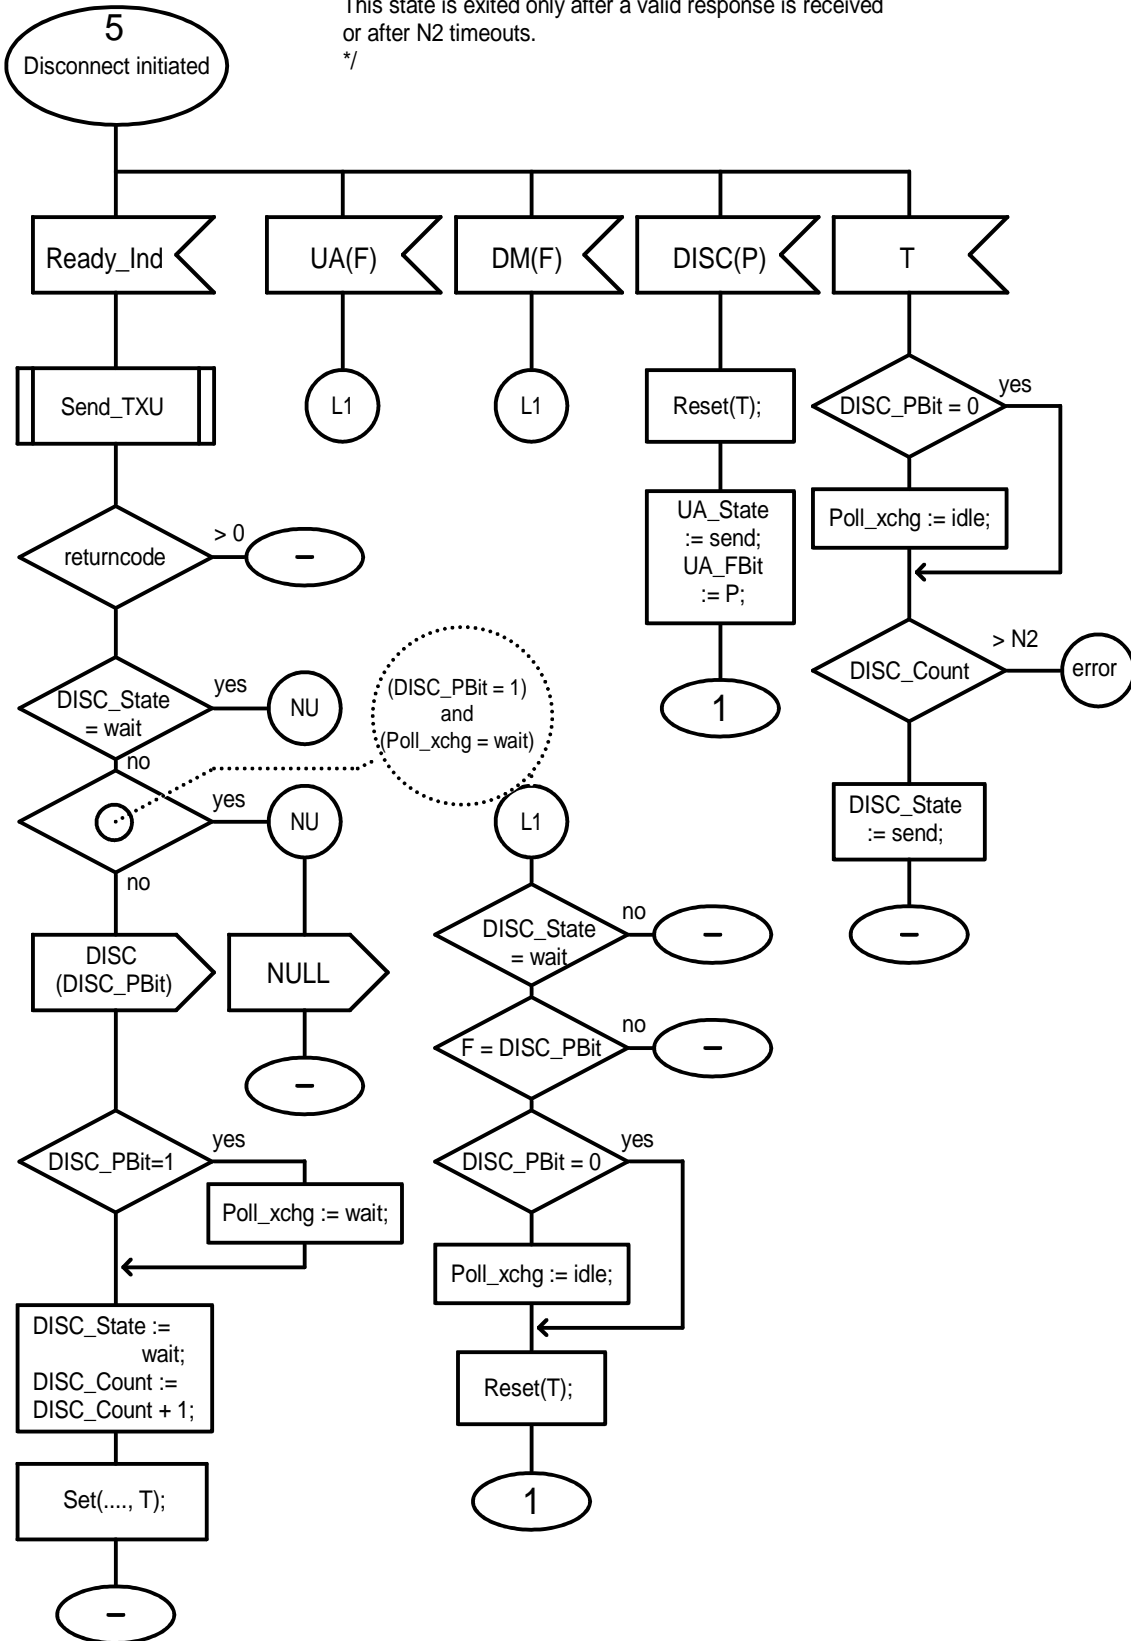 This state is exited only after a valid response is received
or after N2 timeouts.
*/
5
Disconnect initiated
Ready_Ind
UA(F)
DM(F)
DISC(P)
T
Send_TXU
L1
L1
Reset(T);
DISC_PBit = 0
yes
UA_State
:= send;
UA_FBit
:= P;
Poll_xchg := idle;
returncode
> 0
–
DISC_Count
> N2
error
1
DISC_State
= wait
yes
NU
no
(DISC_PBit = 1)
and
(Poll_xchg = wait)
yes
NU
no
L1
DISC_State
:= send;
–
DISC_State
= wait
no
–
DISC
(DISC_PBit)
NULL
–
F = DISC_PBit
no
–
DISC_PBit=1
yes
Poll_xchg := wait;
DISC_PBit = 0
yes
Poll_xchg := idle;
DISC_State :=
wait;
DISC_Count :=
DISC_Count + 1;
Reset(T);
Set(...., T);
1
–